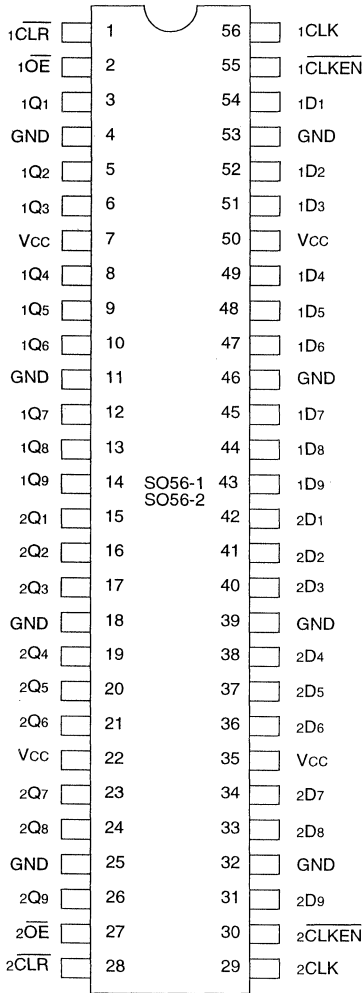 1CLR 1 56 1CLK
1OE 2 55 1CLKEN
1Q1 3 54 1D1
GND 4 53 GND
1Q2 5 52 1D2
1Q3 6 51 1D3
VCC 7 50 VCC
1Q4 8 49 1D4
1Q5 9 48 1D5
1Q6 10 47 1D6
GND 11 46 GND
1Q7 12 45 1D7
1Q8 13 44 1D8
1Q9 14 SO56-1 43 1D9
SO56-2
2Q1 15 42 2D1
2Q2 16 41 2D2
2Q3 17 40 2D3
GND 18 39 GND
2Q4 19 38 2D4
2Q5 20 37 2D5
2Q6 21 36 2D6
VCC 22 35 VCC
2Q7 23 34 2D7
2Q8 24 33 2D8
GND 25 32 GND
2Q9 26 31 2D9
2OE 27 30 2CLKEN
2CLR 28 29 2CLK